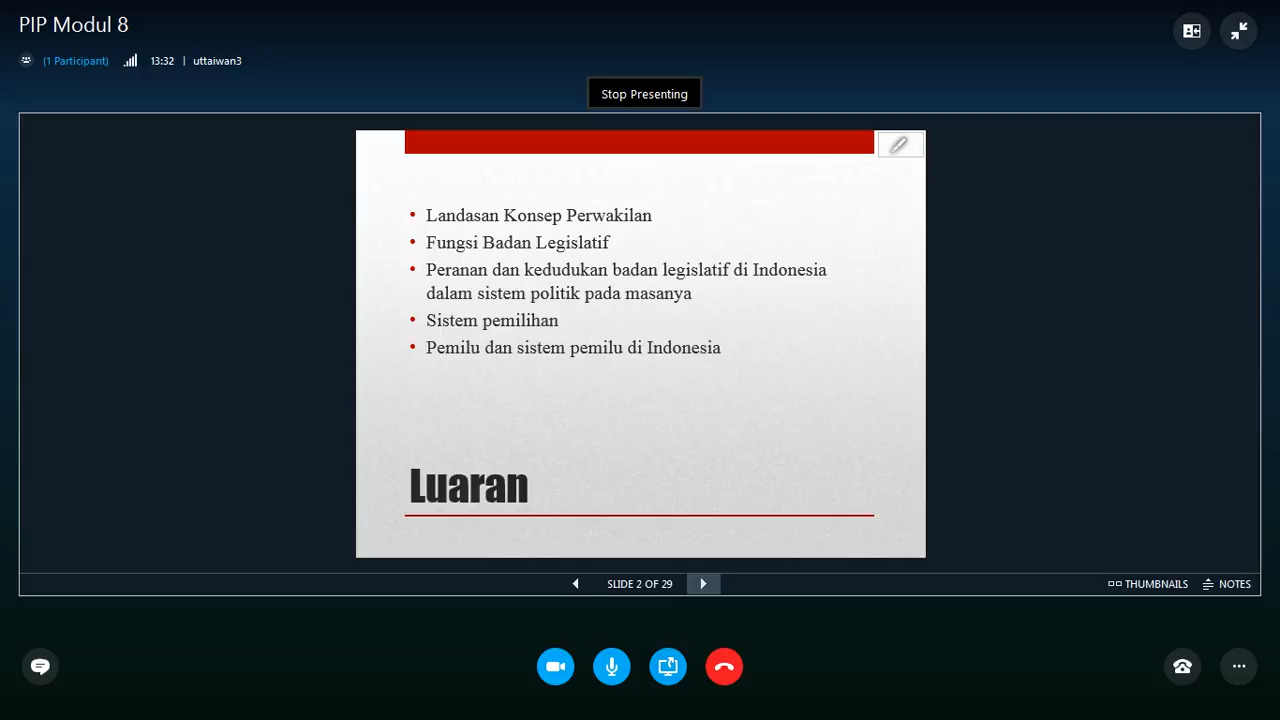 PIP Modul 8
(1 Participant) 13:32 | uttaiwan3
Stop Presenting
• Landasan Konsep Perwakilan
• Fungsi Badan Legislatif
• Peranan dan kedudukan badan legislatif di Indonesia
dalam sistem politik pada masanya
• Sistem pemilihan
• Pemilu dan sistem pemilu di Indonesia
Luaran
SLIDE 2 OF 29
THUMBNAILS NOTES